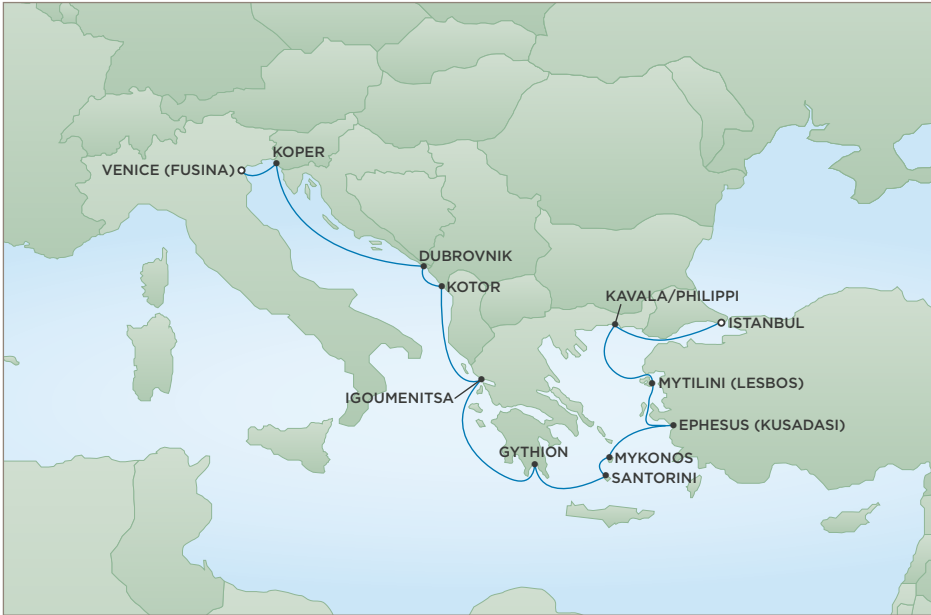 KOPER
VENICE (FUSINA)
DUBROVNIK
KOTOR
KAVALA/PHILIPPI
ISTANBUL
IGOUMENITSA
MYTILINI (LESBOS)
EPHESUS (KUSADASI)
GYTHION
MYKONOS
SANTORINI